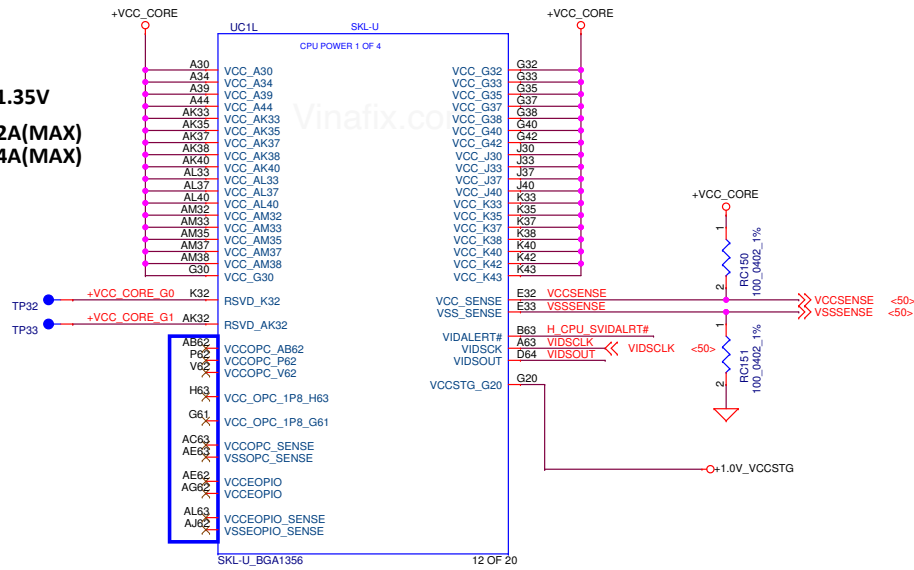 +VCC_CORE
+VCC_CORE
UC1L
SKL-U
CPU POWER 1 OF 4
1.35V
2A(MAX)
4A(MAX)
Vinafix.co
A30 VCC_A30
A34 VCC_A34
A39 VCC_A39
A44 VCC_A44
AK33 VCC_AK33
AK35 VCC_AK35
AK37 VCC_AK37
AK38 VCC_AK38
AK40 VCC_AK40
AL33 VCC_AL33
AL37 VCC_AL37
AL40 VCC_AL40
AM32 VCC_AM32
AM33 VCC_AM33
AM35 VCC_AM35
AM37 VCC_AM37
AM38 VCC_AM38
G30 VCC_G30
TP32 +VCC_CORE_G0 K32 RSVD_K32
TP33 +VCC_CORE_G1 AK32 RSVD_AK32
AB62 VCCOPC_AB62
P62 VCCOPC_P62
V62 VCCOPC_V62
H63 VCC_OPC_1P8_H63
G61 VCC_OPC_1P8_G61
AC63 VCCOPC_SENSE
AE63 VSSOPC_SENSE
AE62 VCCEOPIO
AG62 VCCEOPIO
AL63 VCCEOPIO_SENSE
AJ62 VSSEOPIO_SENSE
VCC_G32 G32
VCC_G33 G33
VCC_G35 G35
VCC_G37 G37
VCC_G38 G38
VCC_G40 G40
VCC_G42 G42
VCC_J30 J30
VCC_J33 J33
VCC_J37 J37
VCC_J40 J40
VCC_K33 K33
VCC_K35 K35
VCC_K37 K37
VCC_K38 K38
VCC_K40 K40
VCC_K42 K42
VCC_K43 K43
VCC_SENSE E32 VCCSENSE
VSS_SENSE E33 VSSSENSE
VIDALERT# B63 H_CPU_SVIDALRT#
VIDSCK A63 VIDSCLK VIDSCLK <50>
VIDSOUT D64 VIDSOUT
VCCSTG_G20 G20
+1.0V_VCCSTG
+VCC_CORE
1
2
RC150
100_0402_1%
VCCSENSE <50>
VSSSENSE <50>
1
2
RC151
100_0402_1%
SKL-U_BGA1356
12 OF 20